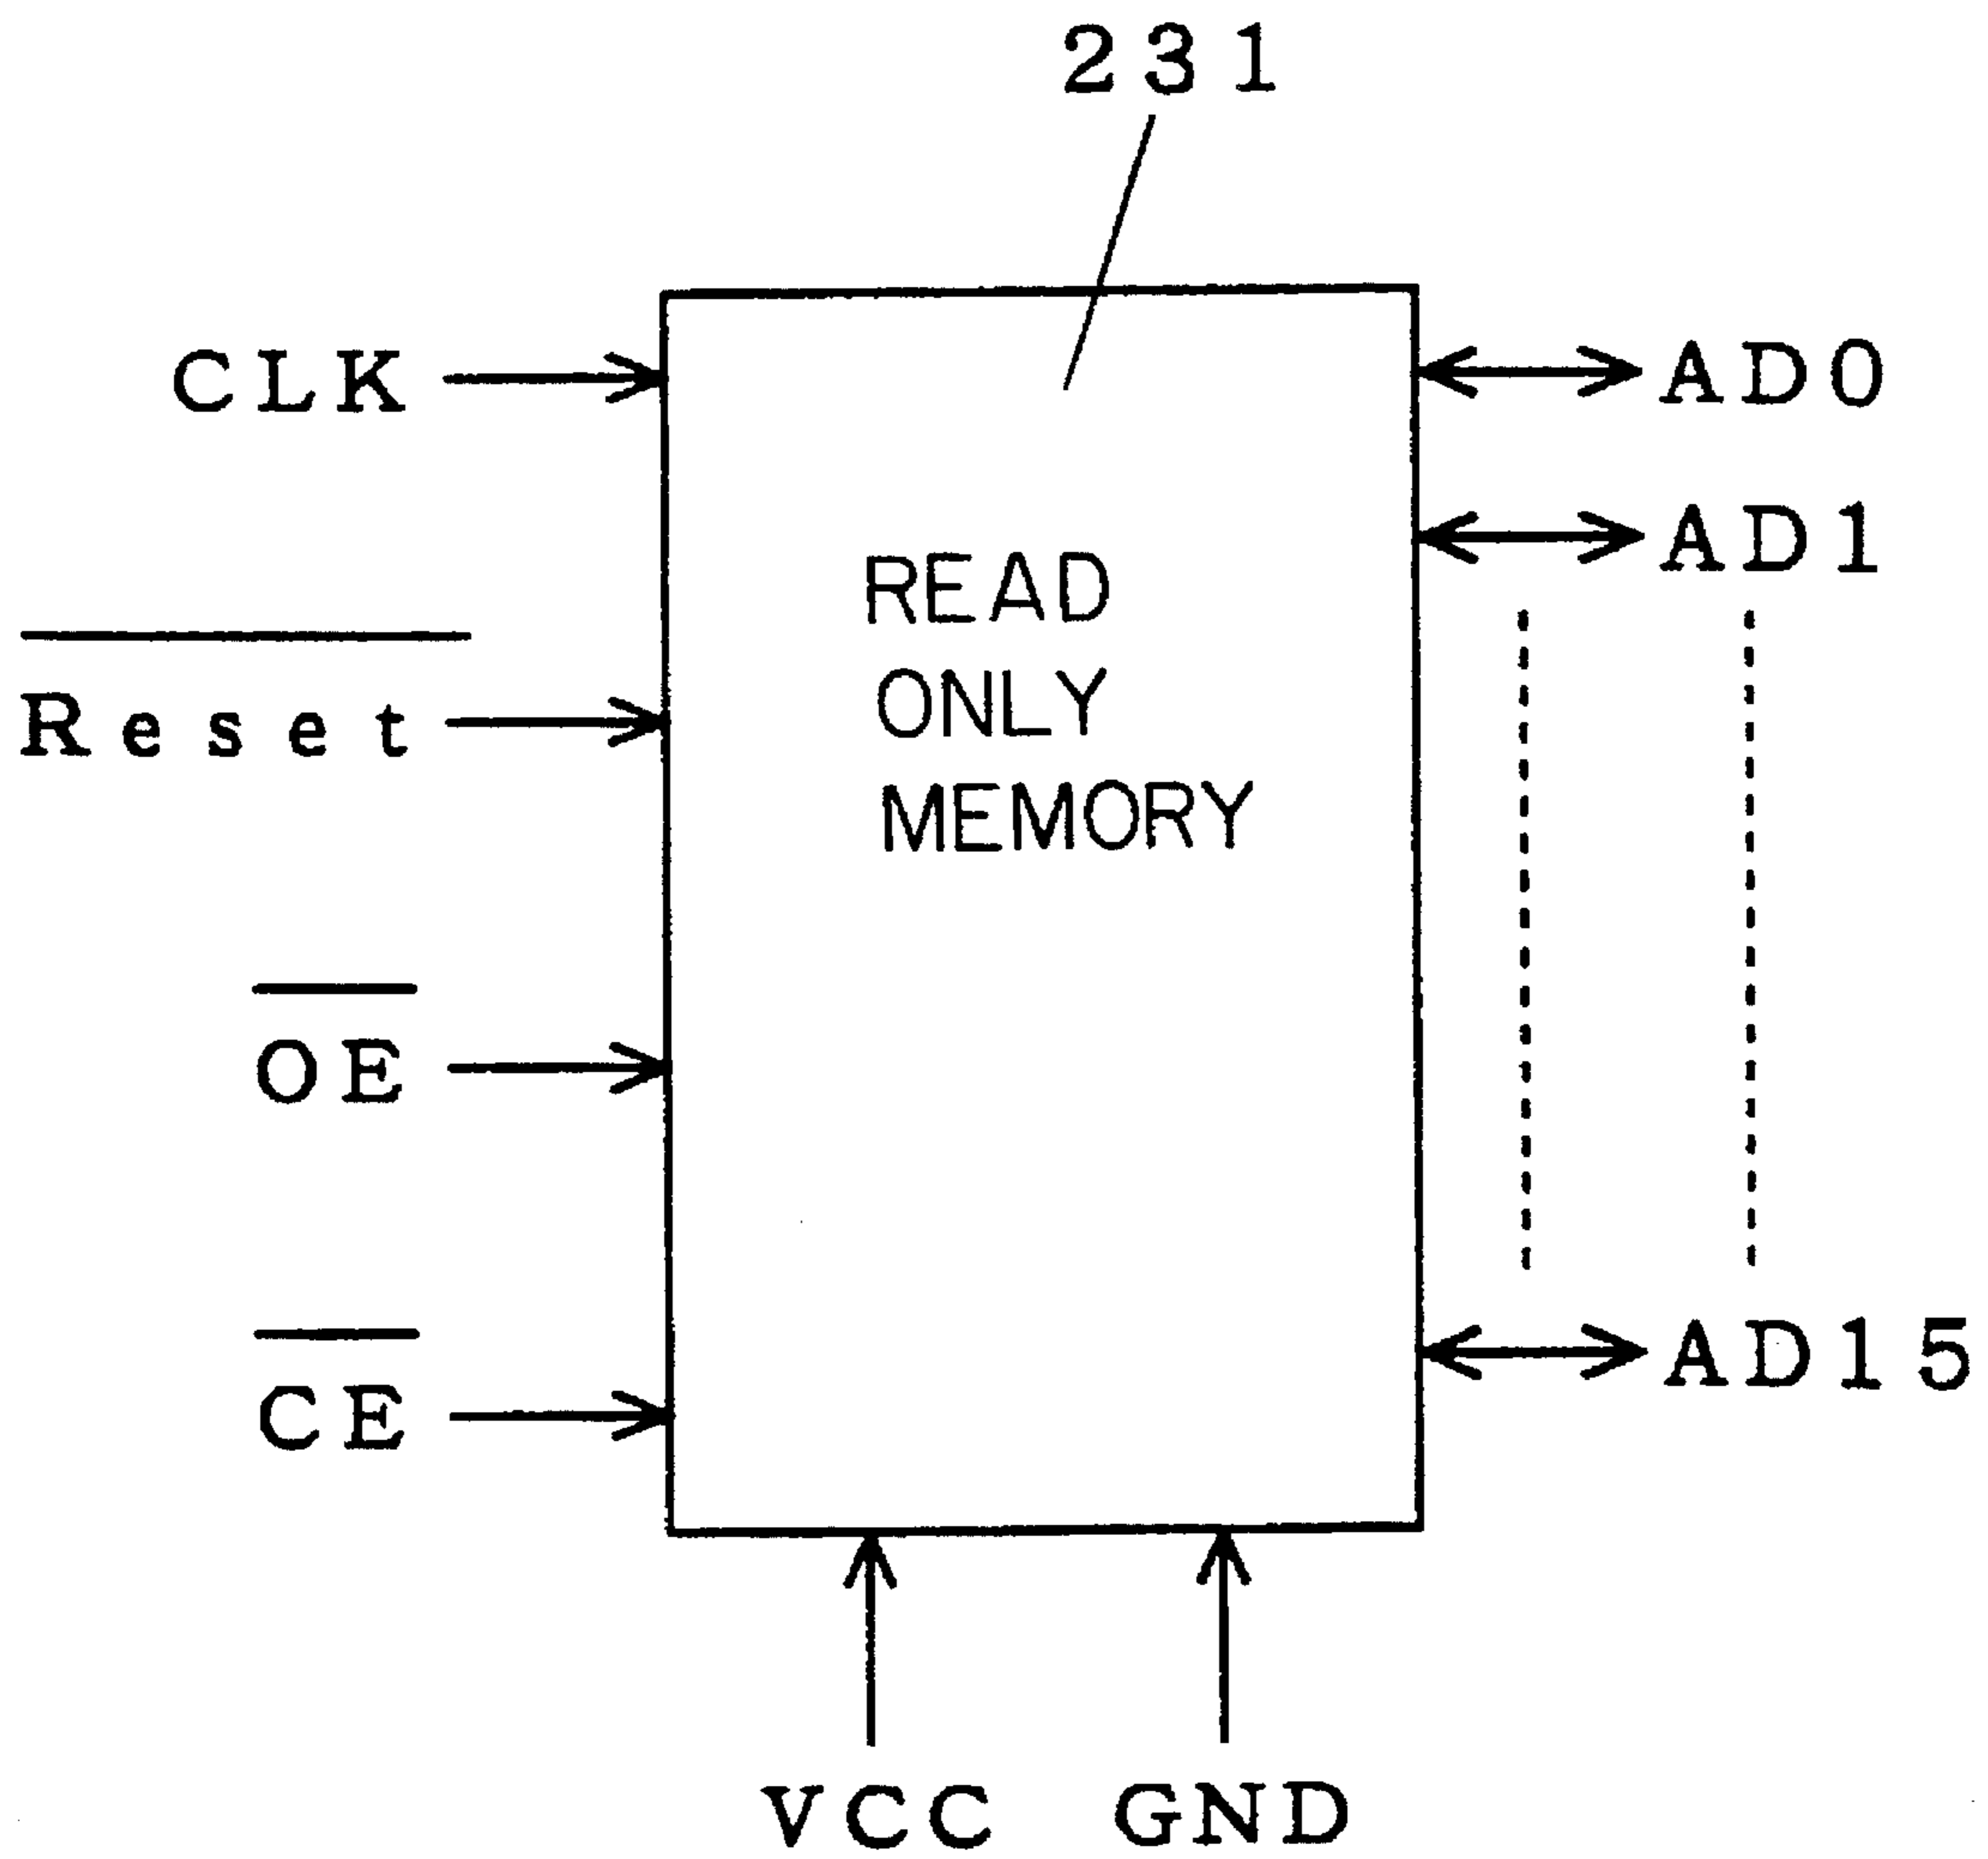 231
CLK
AD0
AD1
READ
ONLY
MEMORY
Reset
OE
CE
AD15
VCC GND